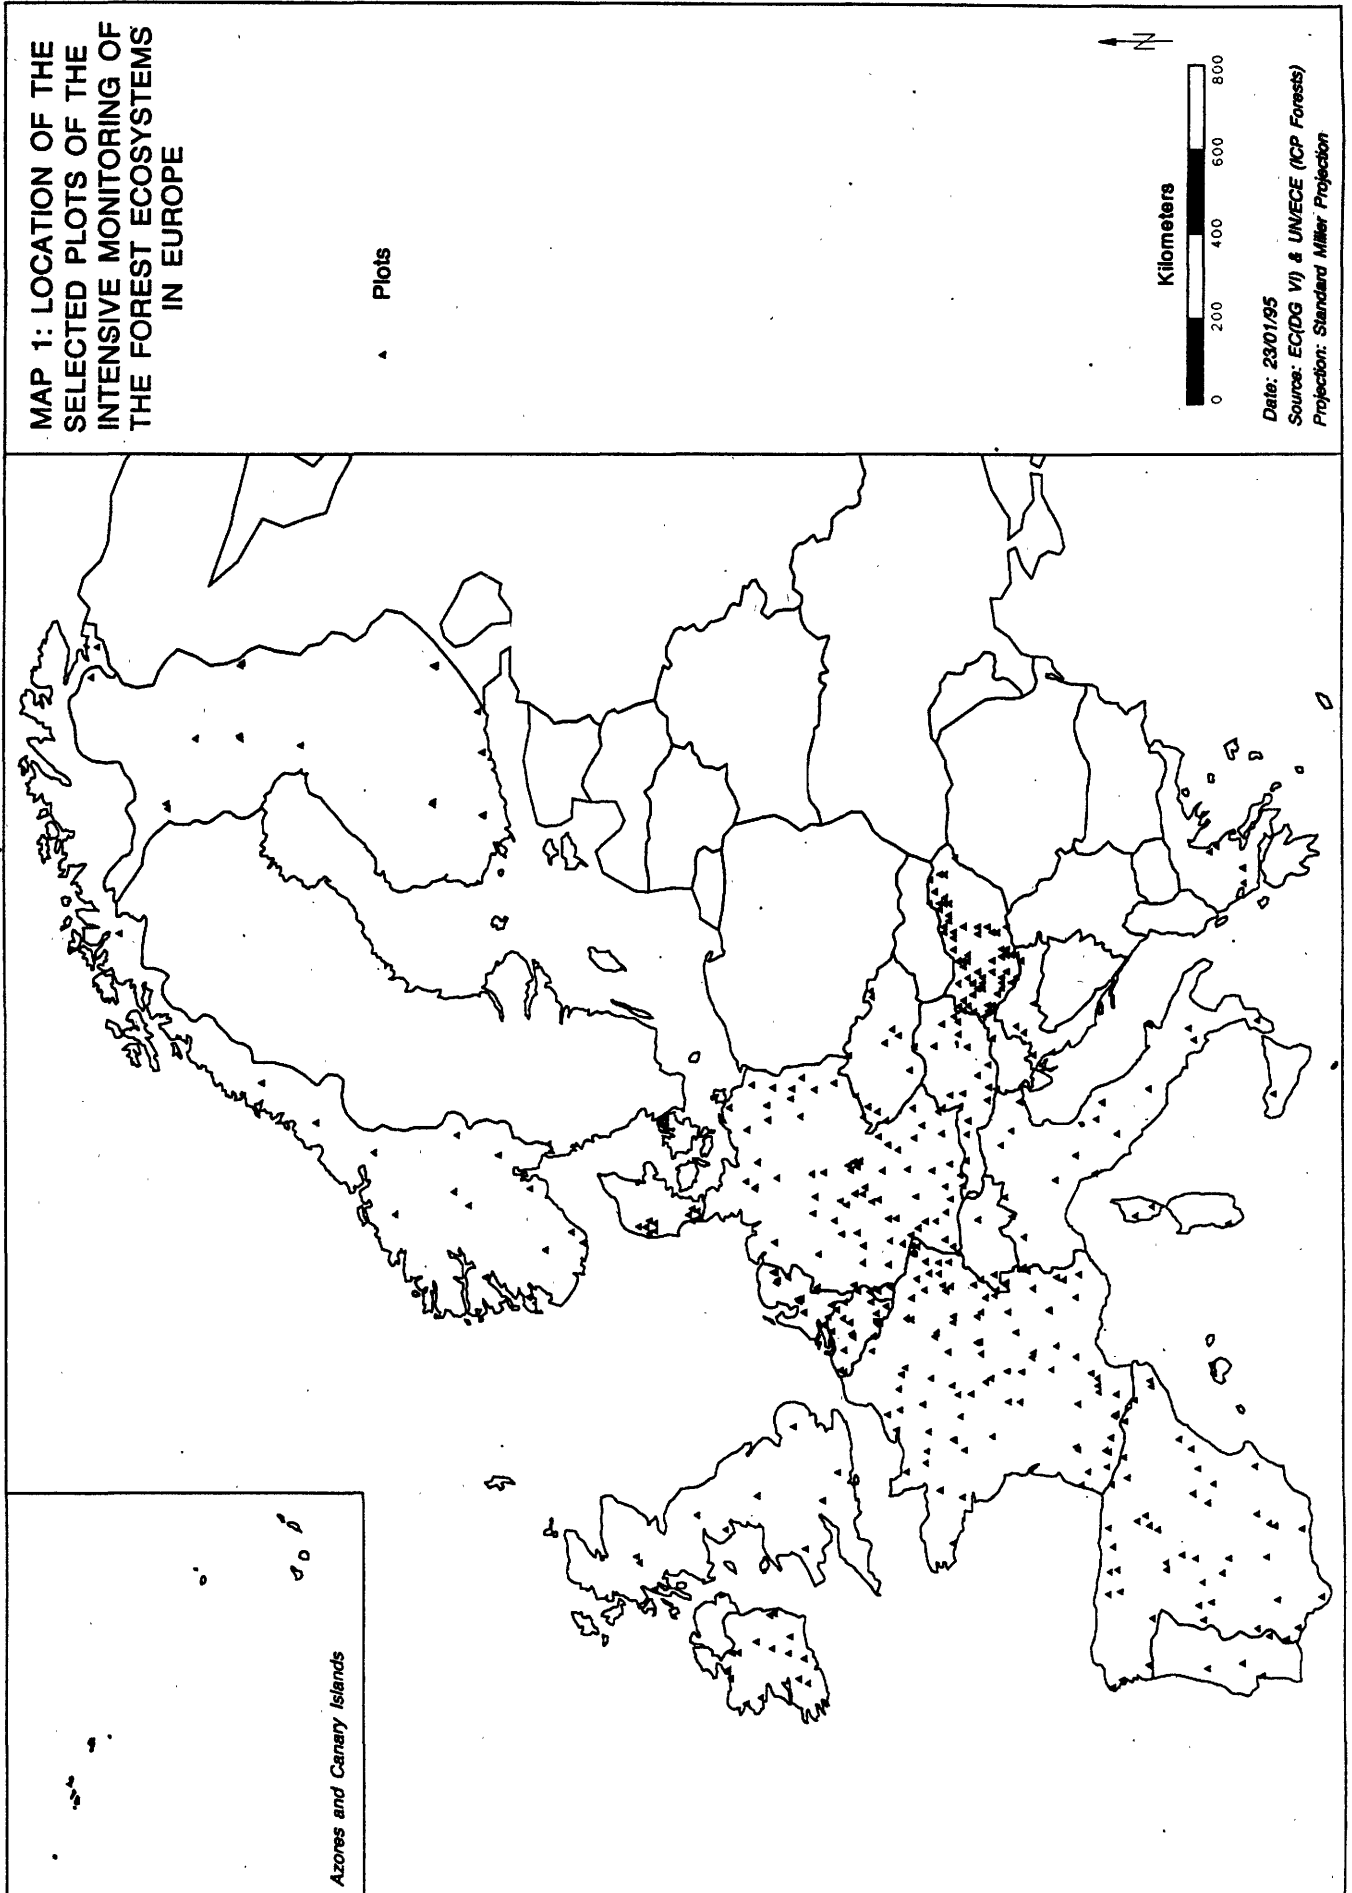 MAP 1: LOCATION OF THE
SELECTED PLOTS OF THE
INTENSIVE MONITORING OF
THE FOREST ECOSYSTEMS
IN EUROPE
Plots
N
Kilometers
0 200 400 600 800
Date: 23/01/95
Source: EC(DG VI) & UN/ECE (ICP Forests)
Projection: Standard Miller Projection
Azores and Canary Islands